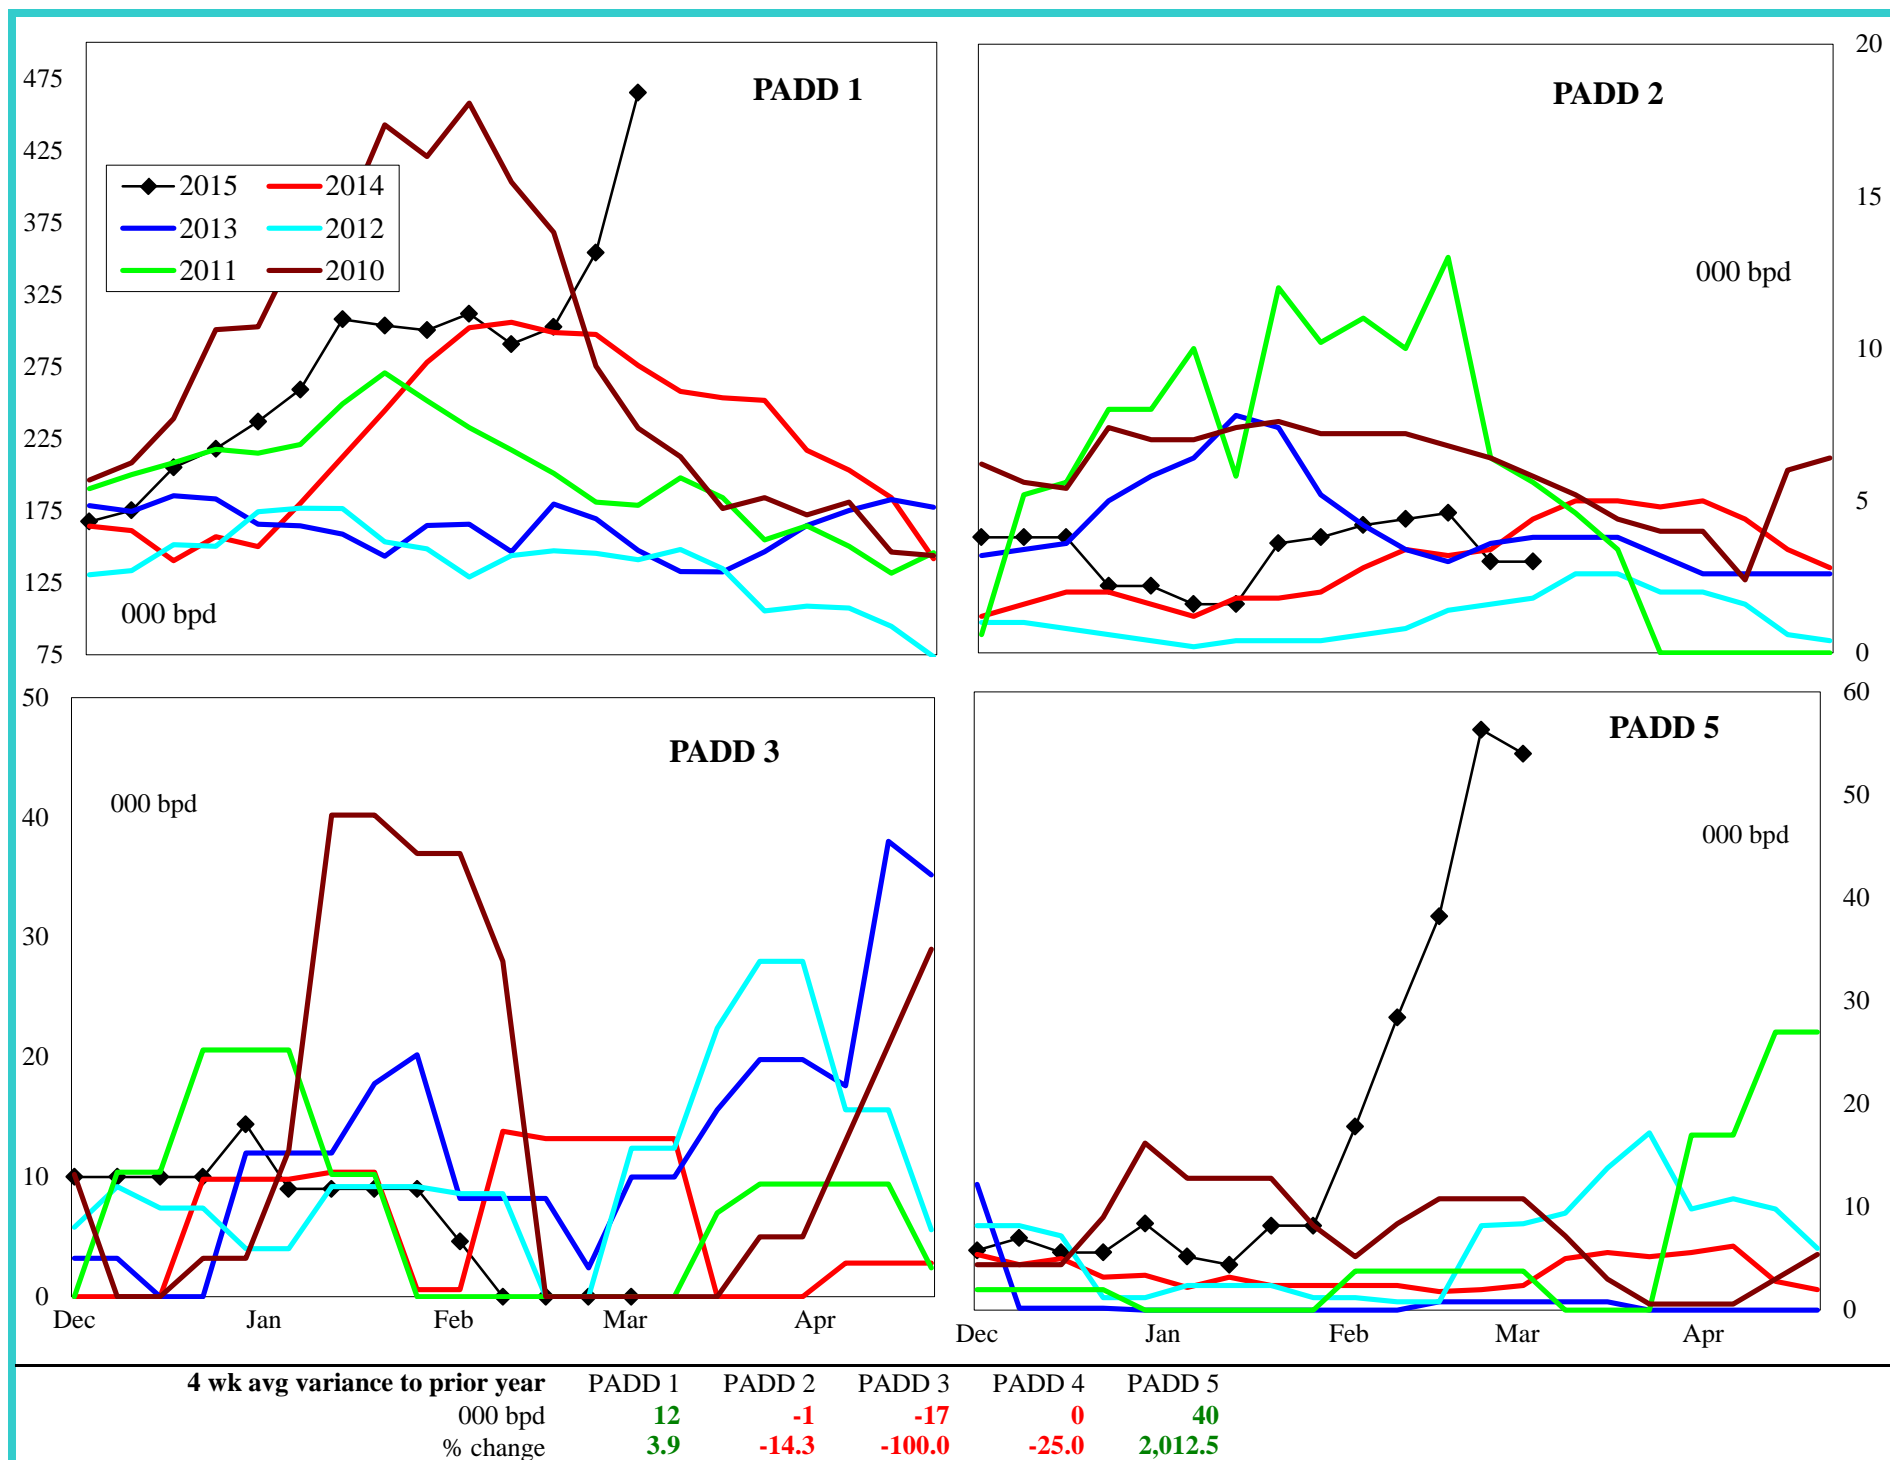 PADD 1
475
425
375
325
275
225
175
125
75
2015 2014
2013 2012
2011 2010
000 bpd
PADD 2
20
15
10
5
0
000 bpd
PADD 3
50
40
30
20
10
0
000 bpd
Dec Jan Feb Mar Apr
PADD 5
60
50
40
30
20
10
0
000 bpd
Dec Jan Feb Mar Apr
4 wk avg variance to prior year PADD 1 PADD 2 PADD 3 PADD 4 PADD 5
000 bpd 12 -1 -17 0 40
% change 3.9 -14.3 -100.0 -25.0 2,012.5